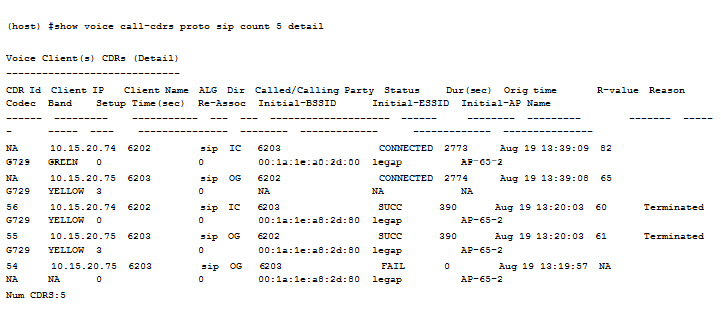 (host) #show voice call-cdrs proto sip count 5 detail
Voice Client(s) CDRs (Detail)
-----------------------------
CDR Id Client IP Client Name ALG Dir Called/Calling Party Status Dur(sec) Orig time R-value Reason
Codec Band Setup Time(sec) Re-Assoc Initial-BSSID Initial-ESSID Initial-AP Name
------ --------- ----------- --- --- -------------------- ------ -------- --------- ------- -----
- ----- ---- --------------- -------- ------------- ------------- ---------------
NA 10.15.20.74 6202 sip IC 6203 CONNECTED 2773 Aug 19 13:39:09 82
G729 GREEN 0 0 00:1a:1e:a8:2d:80 legap AP-65-2
NA 10.15.20.75 6203 sip OG 6202 CONNECTED 2774 Aug 19 13:39:08 65
G729 YELLOW 3 0 NA NA NA
56 10.15.20.74 6202 sip IC 6203 SUCC 390 Aug 19 13:20:03 60 Terminated
G729 YELLOW 0 0 00:1a:1e:a8:2d:80 legap AP-65-2
55 10.15.20.75 6203 sip OG 6202 SUCC 390 Aug 19 13:20:03 61 Terminated
G729 YELLOW 3 0 00:1a:1e:a8:2d:80 legap AP-65-2
54 10.15.20.75 6203 sip OG 6203 FAIL 0 Aug 19 13:19:57 NA
NA NA 0 0 00:1a:1e:a8:2d:80 legap AP-65-2
Num CDRS:5